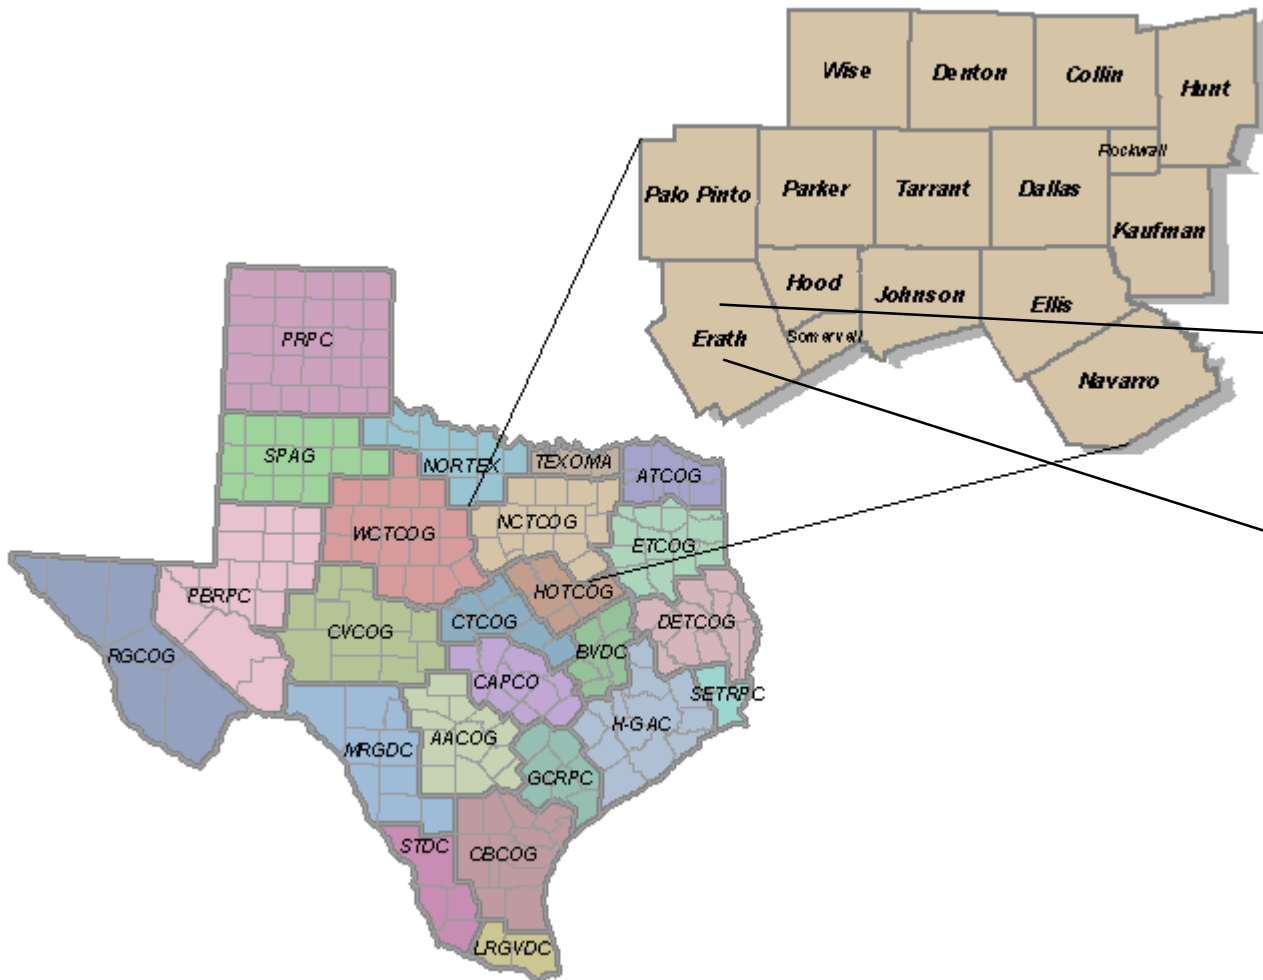 Wise
Denton
Collin
Hunt
Rockwall
Palo Pinto
Parker
Tarrant
Dallas
Kaufman
Hood
Johnson
Ellis
Erath
Somervell
Navarro
PRPC
SPAG
NORTEX
TEXOMA
ATCOG
WCTCOG
NCTCOG
ETCOG
PBRPC
HOTCOG
CVCOG
CTCOG
DETCOG
RGCOG
BVDC
CAPCO
SETRPC
MRGDC
AACOG
H-GAC
GCRPC
STDC
CBCOG
LRGVDC